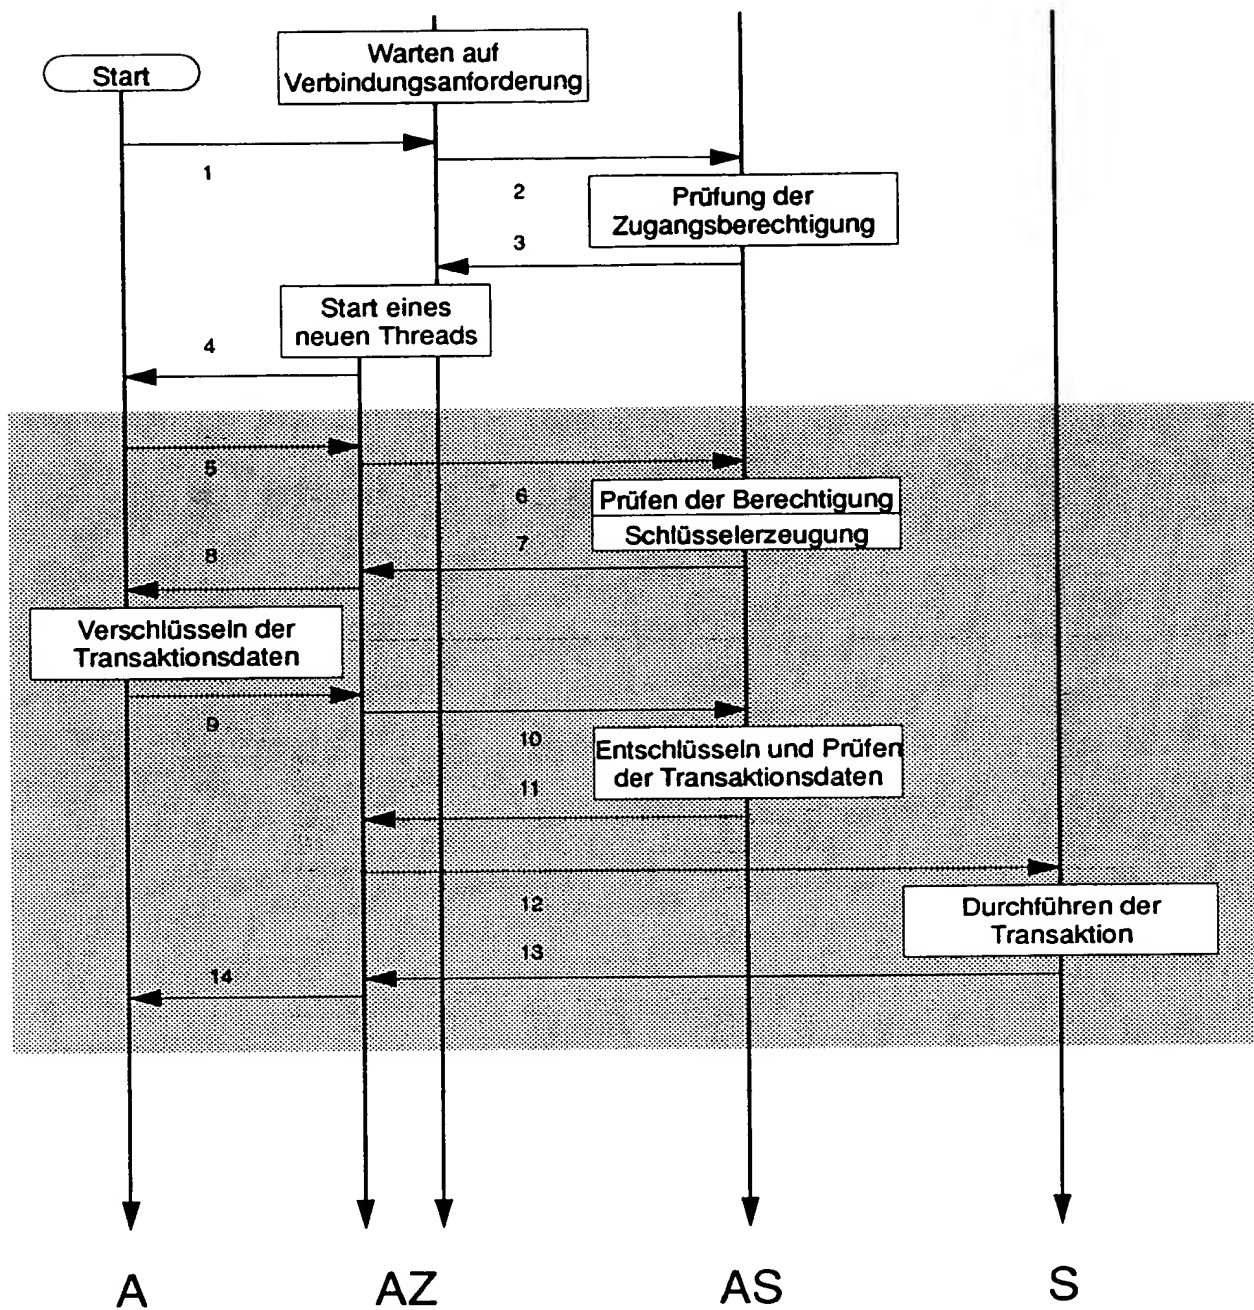 Start
Warten auf
Verbindungsanforderung
1
2
Prüfung der
Zugangsberechtigung
3
Start eines
neuen Threads
4
5
6
Prüfen der Berechtigung
Schlüsselerzeugung
7
8
Verschlüsseln der
Transaktionsdaten
9
10
Entschlüsseln und Prüfen
der Transaktionsdaten
11
12
Durchführen der
Transaktion
13
14
A
AZ
AS
S